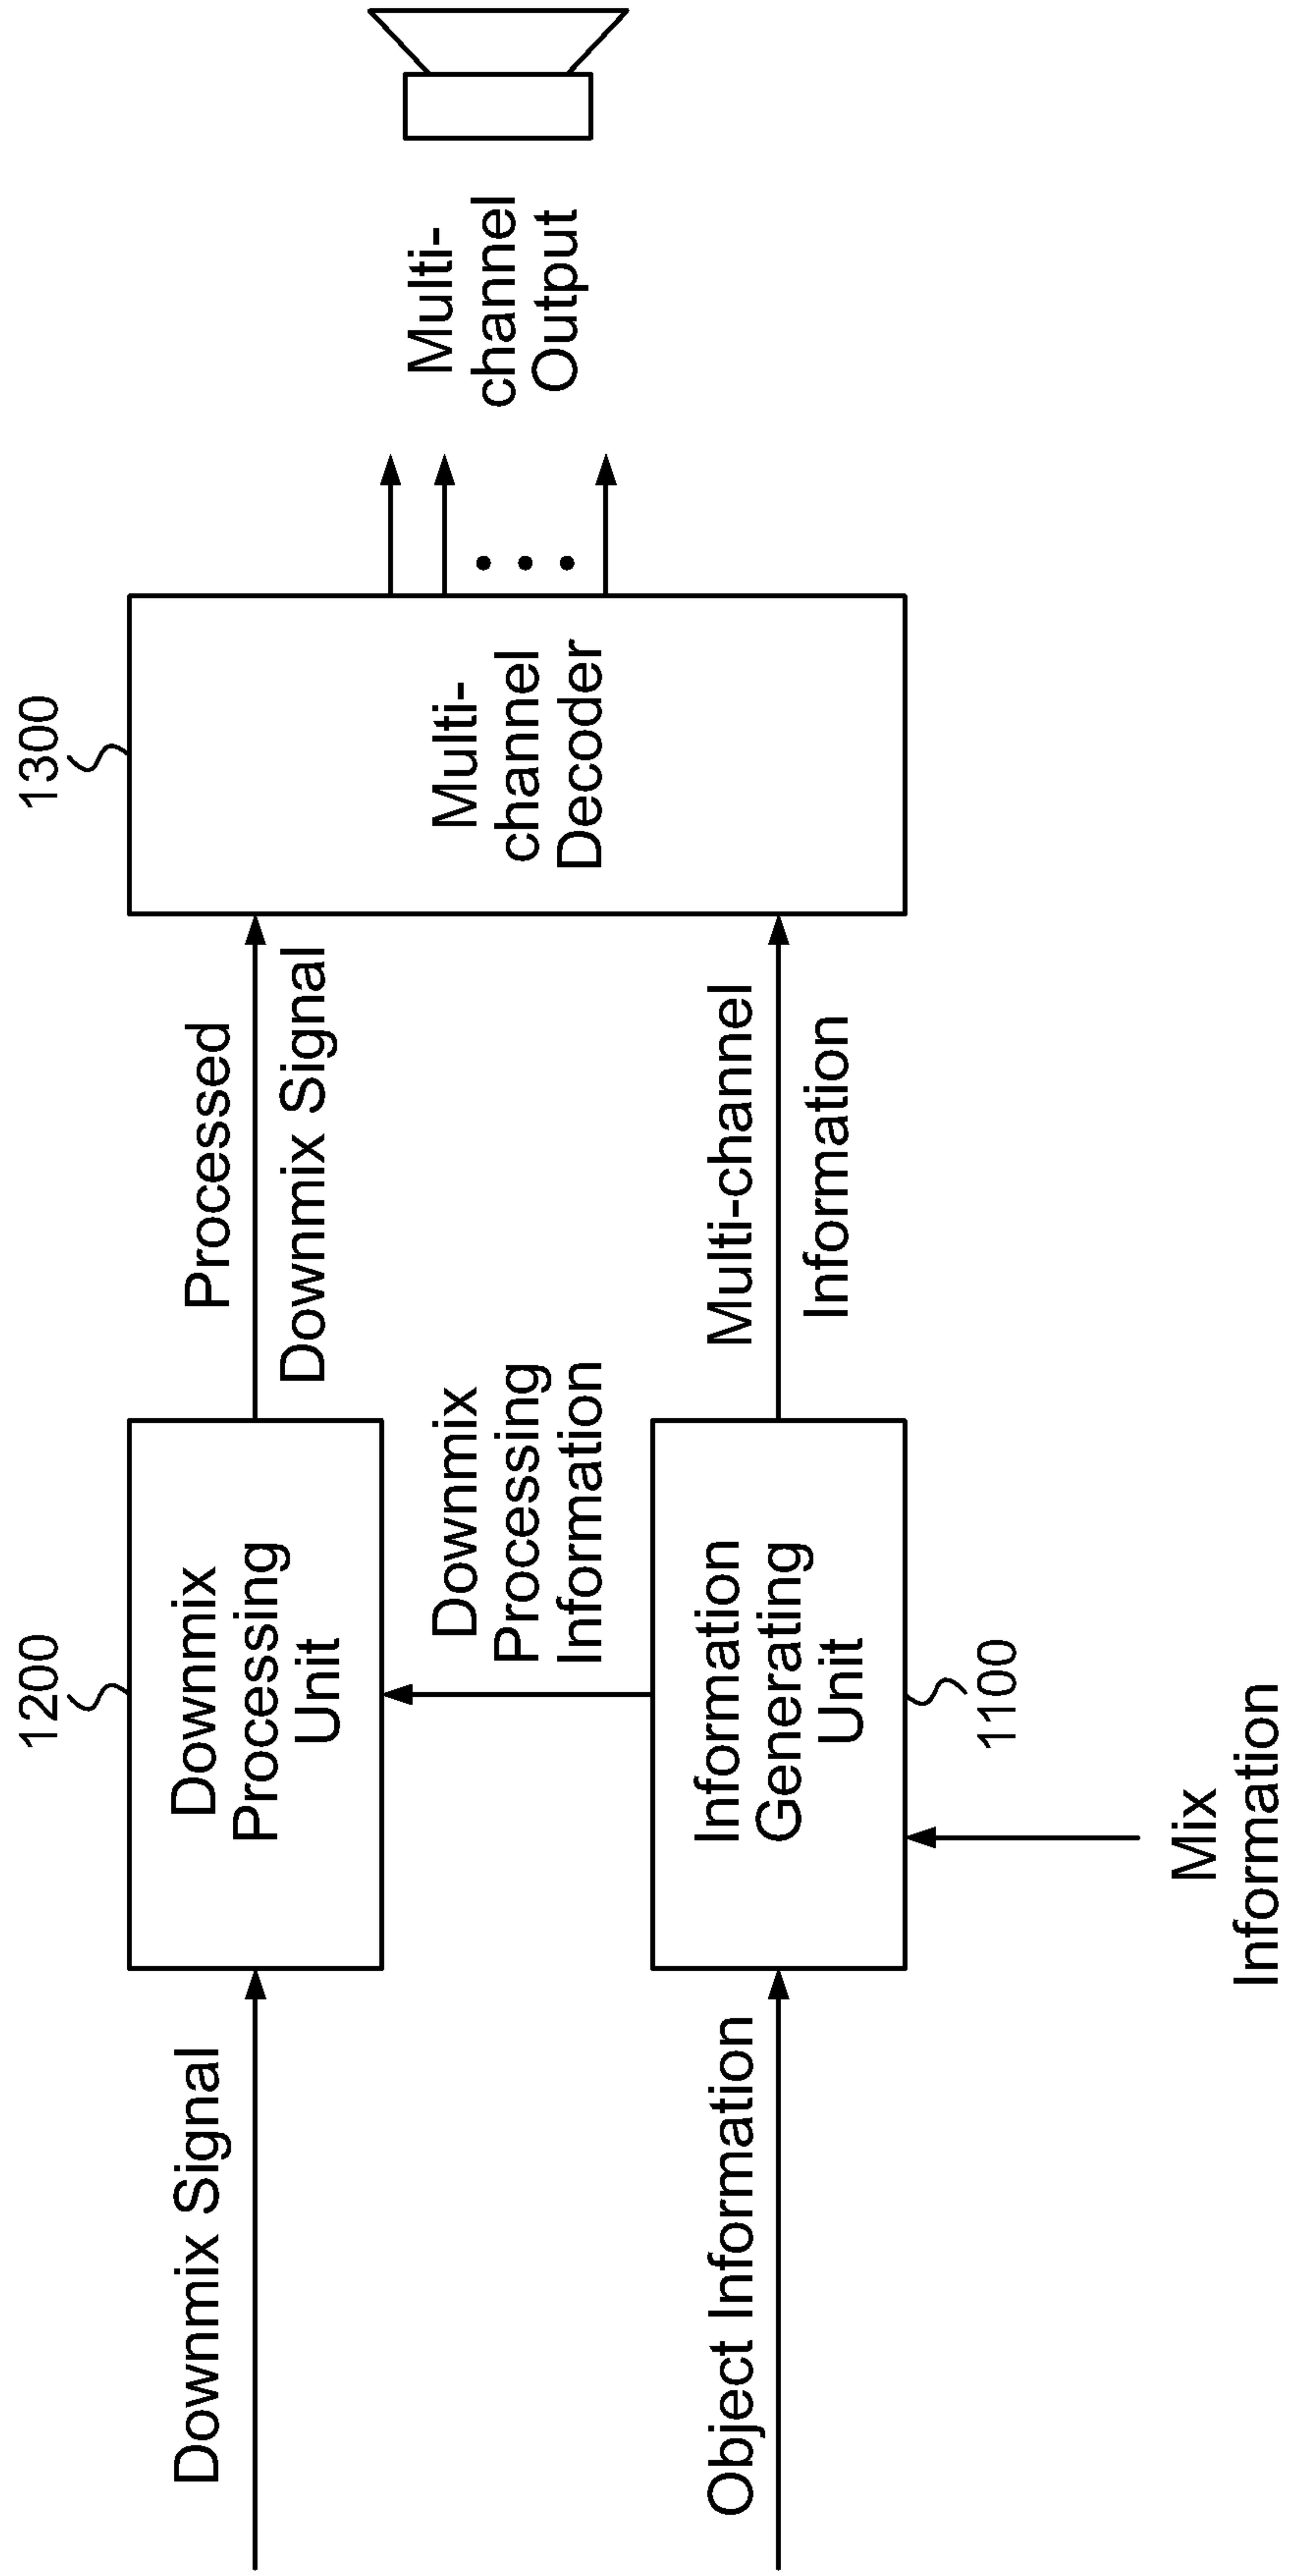 1200
1300
Downmix Signal
Downmix
Processing
Unit
Processed
Downmix Signal
Multi-
channel
Decoder
Multi-
channel
Output
Downmix
Processing
Information
Object Information
Information
Generating
Unit
Multi-channel
Information
1100
Mix
Information